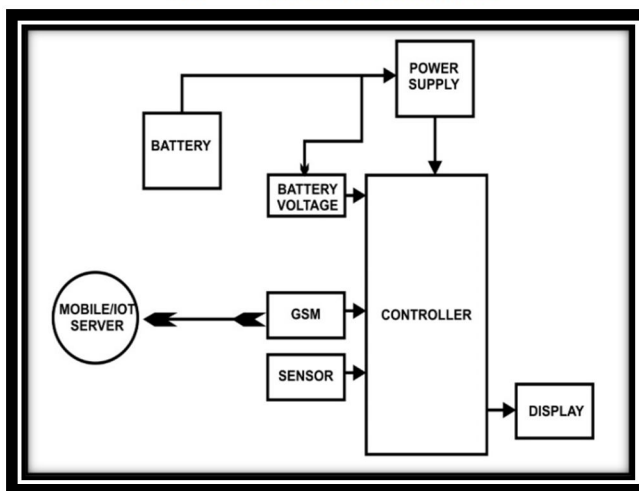 POWER
SUPPLY
BATTERY
BATTERY
VOLTAGE
MOBILE/IOT
SERVER
GSM
CONTROLLER
SENSOR
DISPLAY